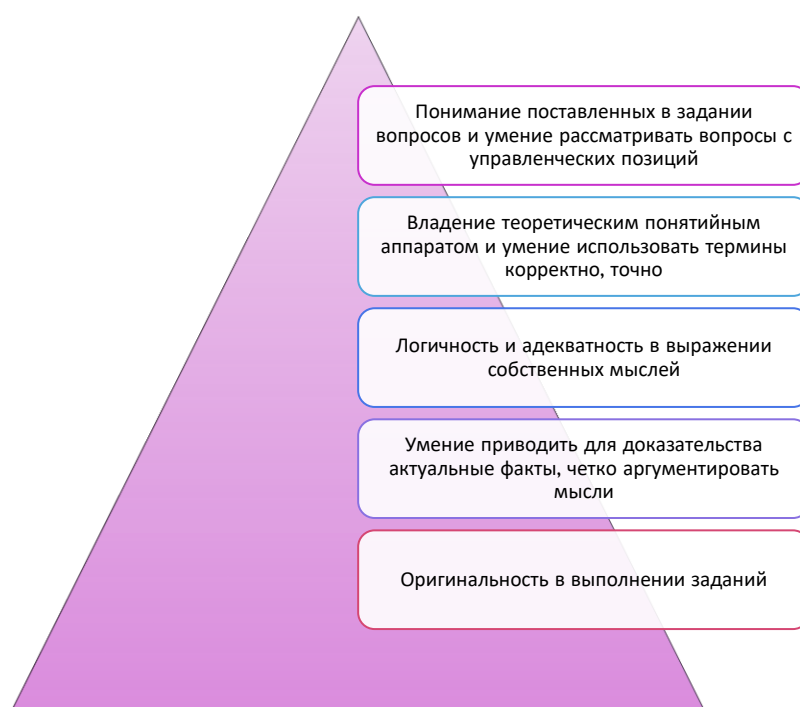 Понимание поставленных в задании
вопросов и умение рассматривать вопросы с
управленческих позиций
Владение теоретическим понятийным
аппаратом и умение использовать термины
корректно, точно
Логичность и адекватность в выражении
собственных мыслей
Умение приводить для доказательства
актуальные факты, четко аргументировать
мысли
Оригинальность в выполнении заданий